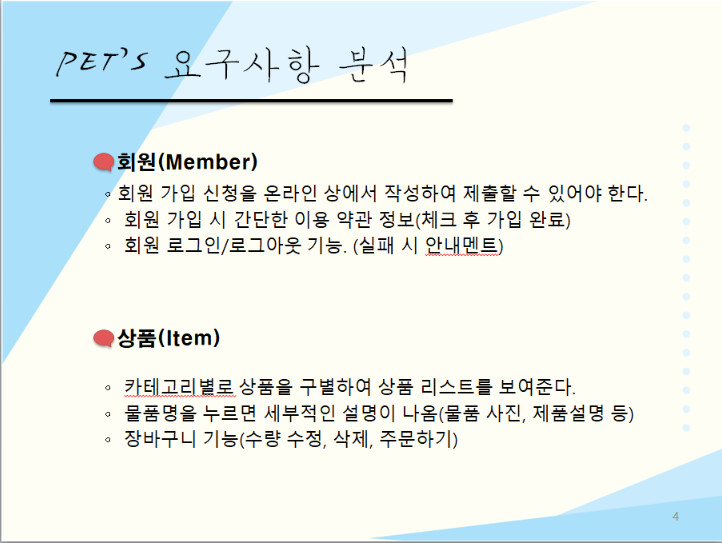 PET'S 요구사항 분석
회원(Member)
◦ 회원 가입 신청을 온라인 상에서 작성하여 제출할 수 있어야 한다.
◦ 회원 가입 시 간단한 이용 약관 정보(체크 후 가입 완료)
◦ 회원 로그인/로그아웃 기능. (실패 시 안내멘트)
상품(Item)
◦ 카테고리별로 상품을 구별하여 상품 리스트를 보여준다.
◦ 물품명을 누르면 세부적인 설명이 나옴(물품 사진, 제품설명 등)
◦ 장바구니 기능(수량 수정, 삭제, 주문하기)
4